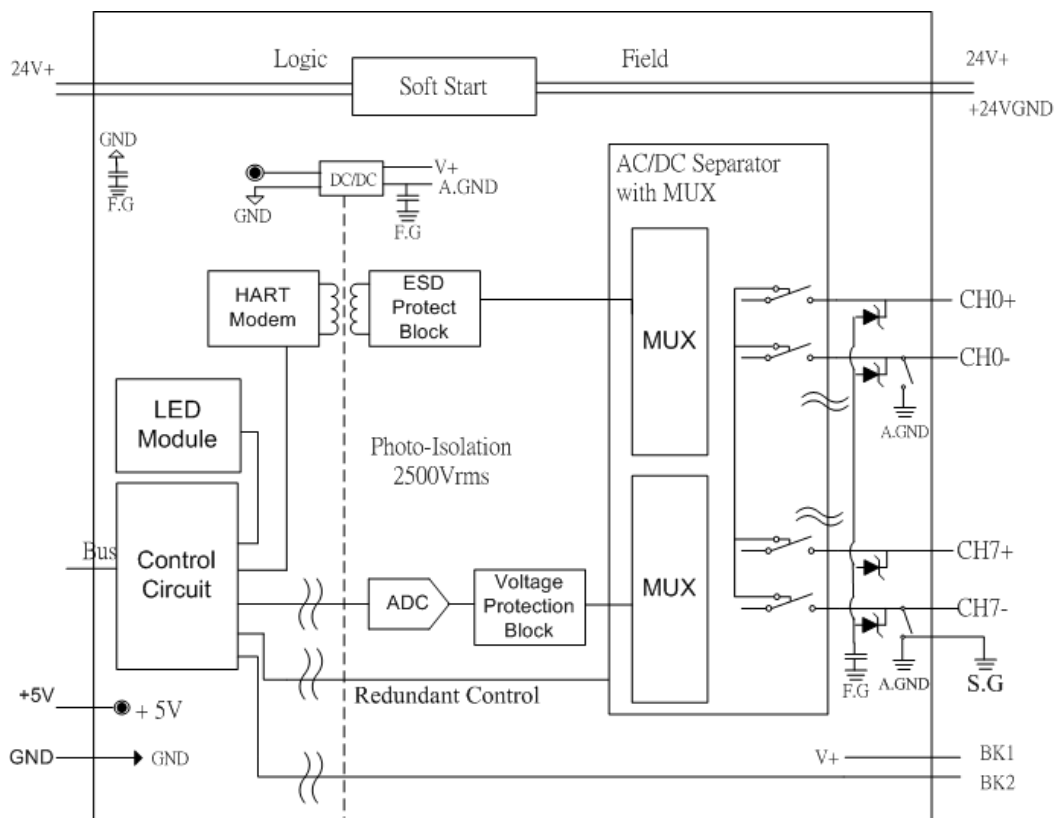 Logic
Field
24V+
Soft Start
24V+
+24VGND
GND
F.G
DC/DC
V+
A.GND
GND
F.G
AC/DC Separator
with MUX
HART
Modem
ESD
Protect
Block
MUX
CH0+
CH0-
A.GND
LED
Module
Photo-Isolation
2500Vrms
Bus
Control
Circuit
ADC
Voltage
Protection
Block
MUX
CH7+
CH7-
F.G
A.GND
S.G
Redundant Control
+5V
+ 5V
GND
GND
V+
BK1
BK2